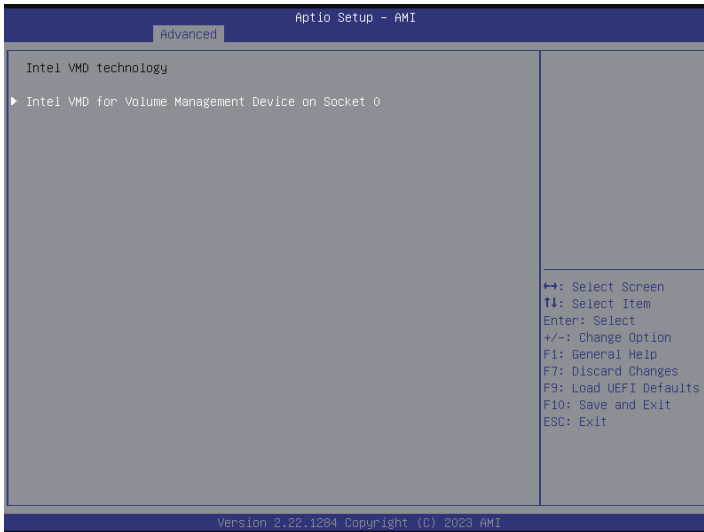 Aptio Setup – AMI
Advanced
Intel VMD technology
Intel VMD for Volume Management Device on Socket 0
↔: Select Screen
↑↓: Select Item
Enter: Select
+/-: Change Option
F1: General Help
F7: Discard Changes
F9: Load UEFI Defaults
F10: Save and Exit
ESC: Exit
Version 2.22.1284 Copyright (C) 2023 AMI